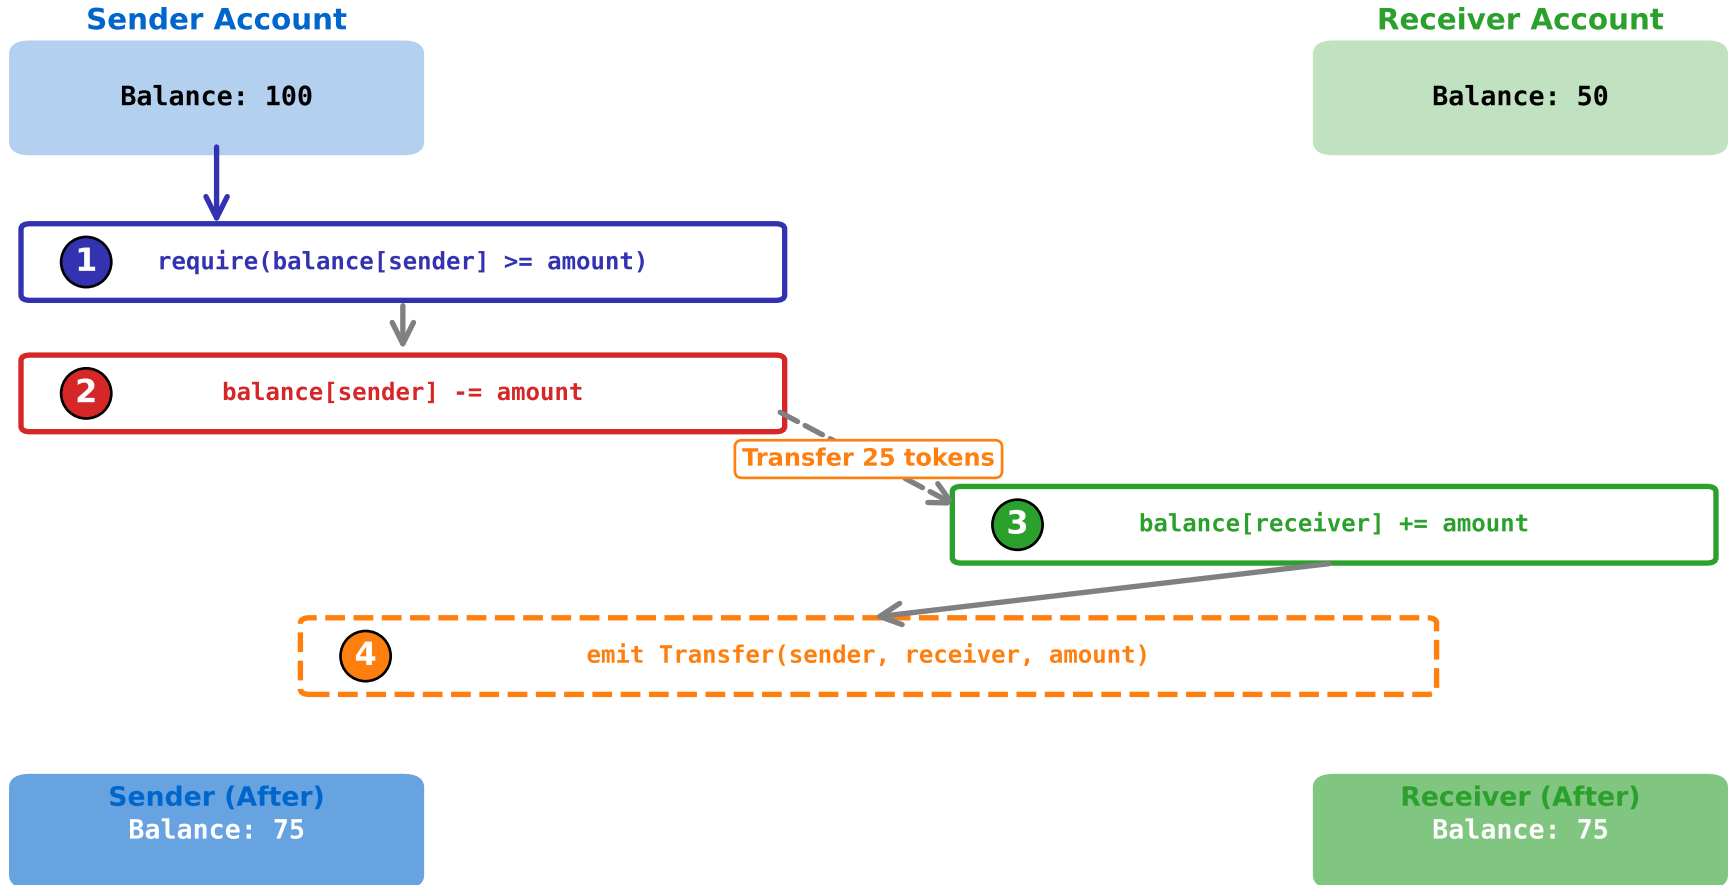 Sender Account
Receiver Account
Balance: 100
Balance: 50
1
require(balance[sender] >= amount)
2
balance[sender] -= amount
Transfer 25 tokens
3
balance[receiver] += amount
4
emit Transfer(sender, receiver, amount)
Sender (After)
Balance: 75
Receiver (After)
Balance: 75